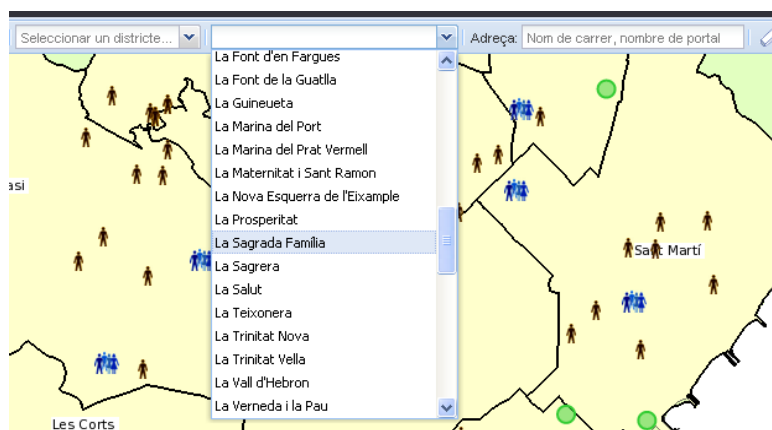 Seleccionar un districte...
Adreça: Nom de carrer, nombre de portal
La Font d'en Fargues
La Font de la Guatlla
La Guineueta
La Marina del Port
La Marina del Prat Vermell
La Maternitat i Sant Ramon
La Nova Esquerra de l'Eixample
La Prosperitat
La Sagrada Família
La Sagrera
La Salut
La Teixonera
La Trinitat Nova
La Trinitat Vella
La Vall d'Hebron
La Verneda i la Pau
asi
Sant Martí
Les Corts